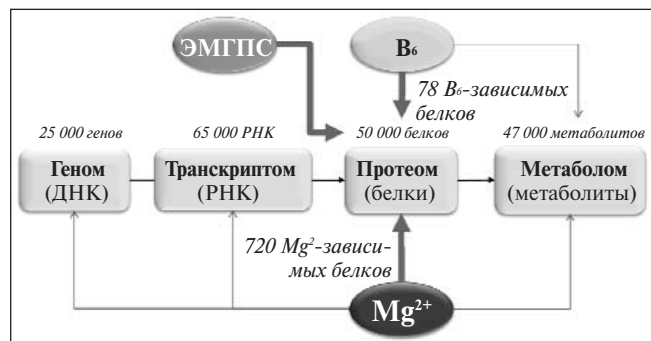 ЭМГПС
B₆
78 B₆-зависимых
белков
25 000 генов
65 000 РНК
50 000 белков
47 000 метаболитов
Геном
(ДНК)
Транскриптом
(РНК)
Протеом
(белки)
Метаболом
(метаболиты)
720 Mg²-зависи-
мых белков
Mg²⁺